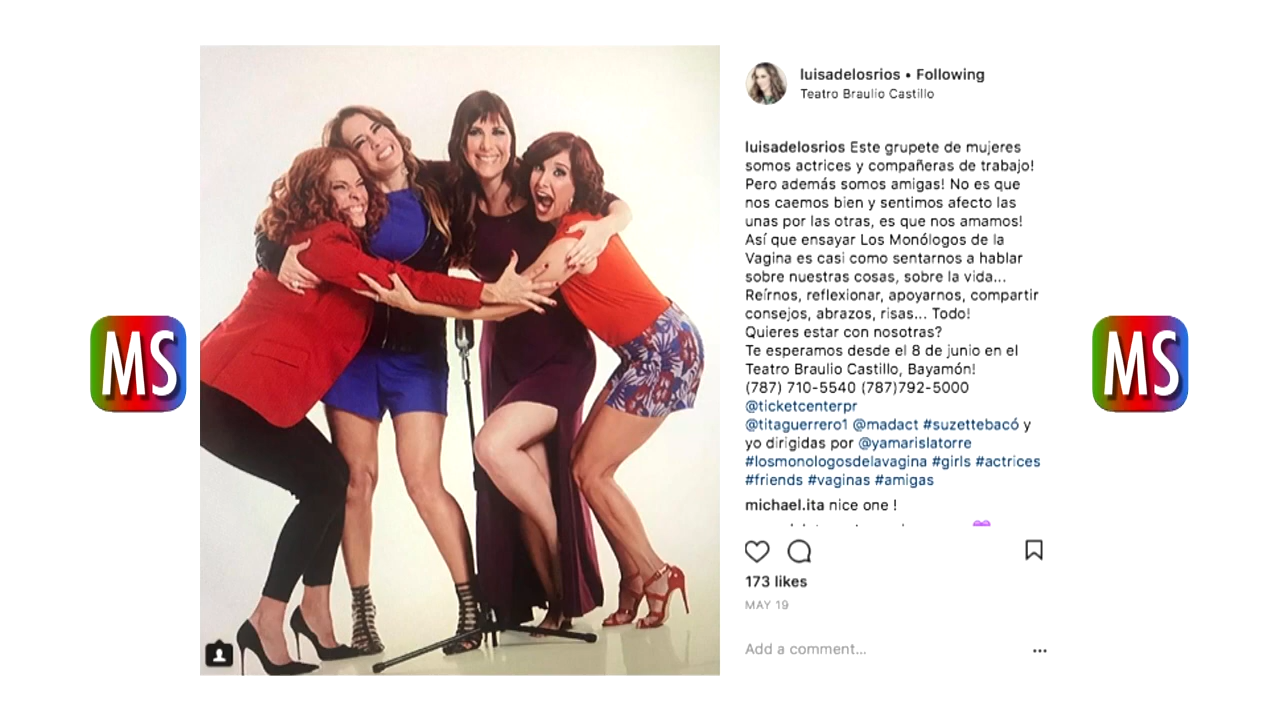 luisadelosrios • Following
Teatro Braulio Castillo
luisadelosrios Este grupete de mujeres
somos actrices y compañeras de trabajo!
Pero además somos amigas! No es que
nos caemos bien y sentimos afecto las
unas por las otras, es que nos amamos!
Así que ensayar Los Monólogos de la
Vagina es casi como sentarnos a hablar
sobre nuestras cosas, sobre la vida...
Reírnos, reflexionar, apoyarnos, compartir
consejos, abrazos, risas... Todo!
Quieres estar con nosotras?
Te esperamos desde el 8 de junio en el
Teatro Braulio Castillo, Bayamón!
(787) 710-5540 (787)792-5000
@ticketcenterpr
@titaguerrero1 @madact #suzettebacó y
yo dirigidas por @yamarislatorre
#losmonologosdelavagina #girls #actrices
#friends #vaginas #amigas
michael.ita nice one !
173 likes
MAY 19
Add a comment...
MS
MS